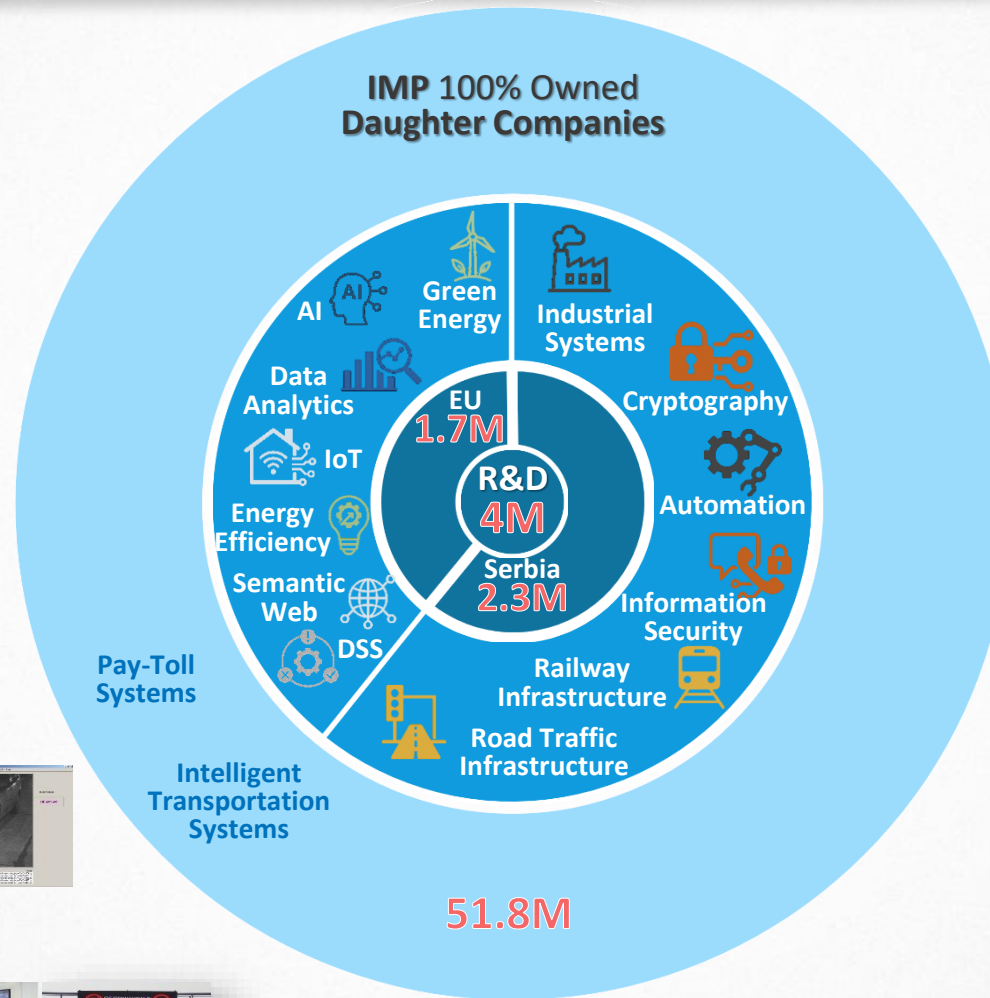 IMP 100% Owned
Daughter Companies
Green
Energy
AI
AI
Data
Analytics
IoT
Energy
Efficiency
Semantic
Web
DSS
Industrial
Systems
Cryptography
Automation
Information
Security
Railway
Infrastructure
Road Traffic
Infrastructure
EU
1.7M
R&D
4M
Serbia
2.3M
Pay-Toll
Systems
Intelligent
Transportation
Systems
51.8M